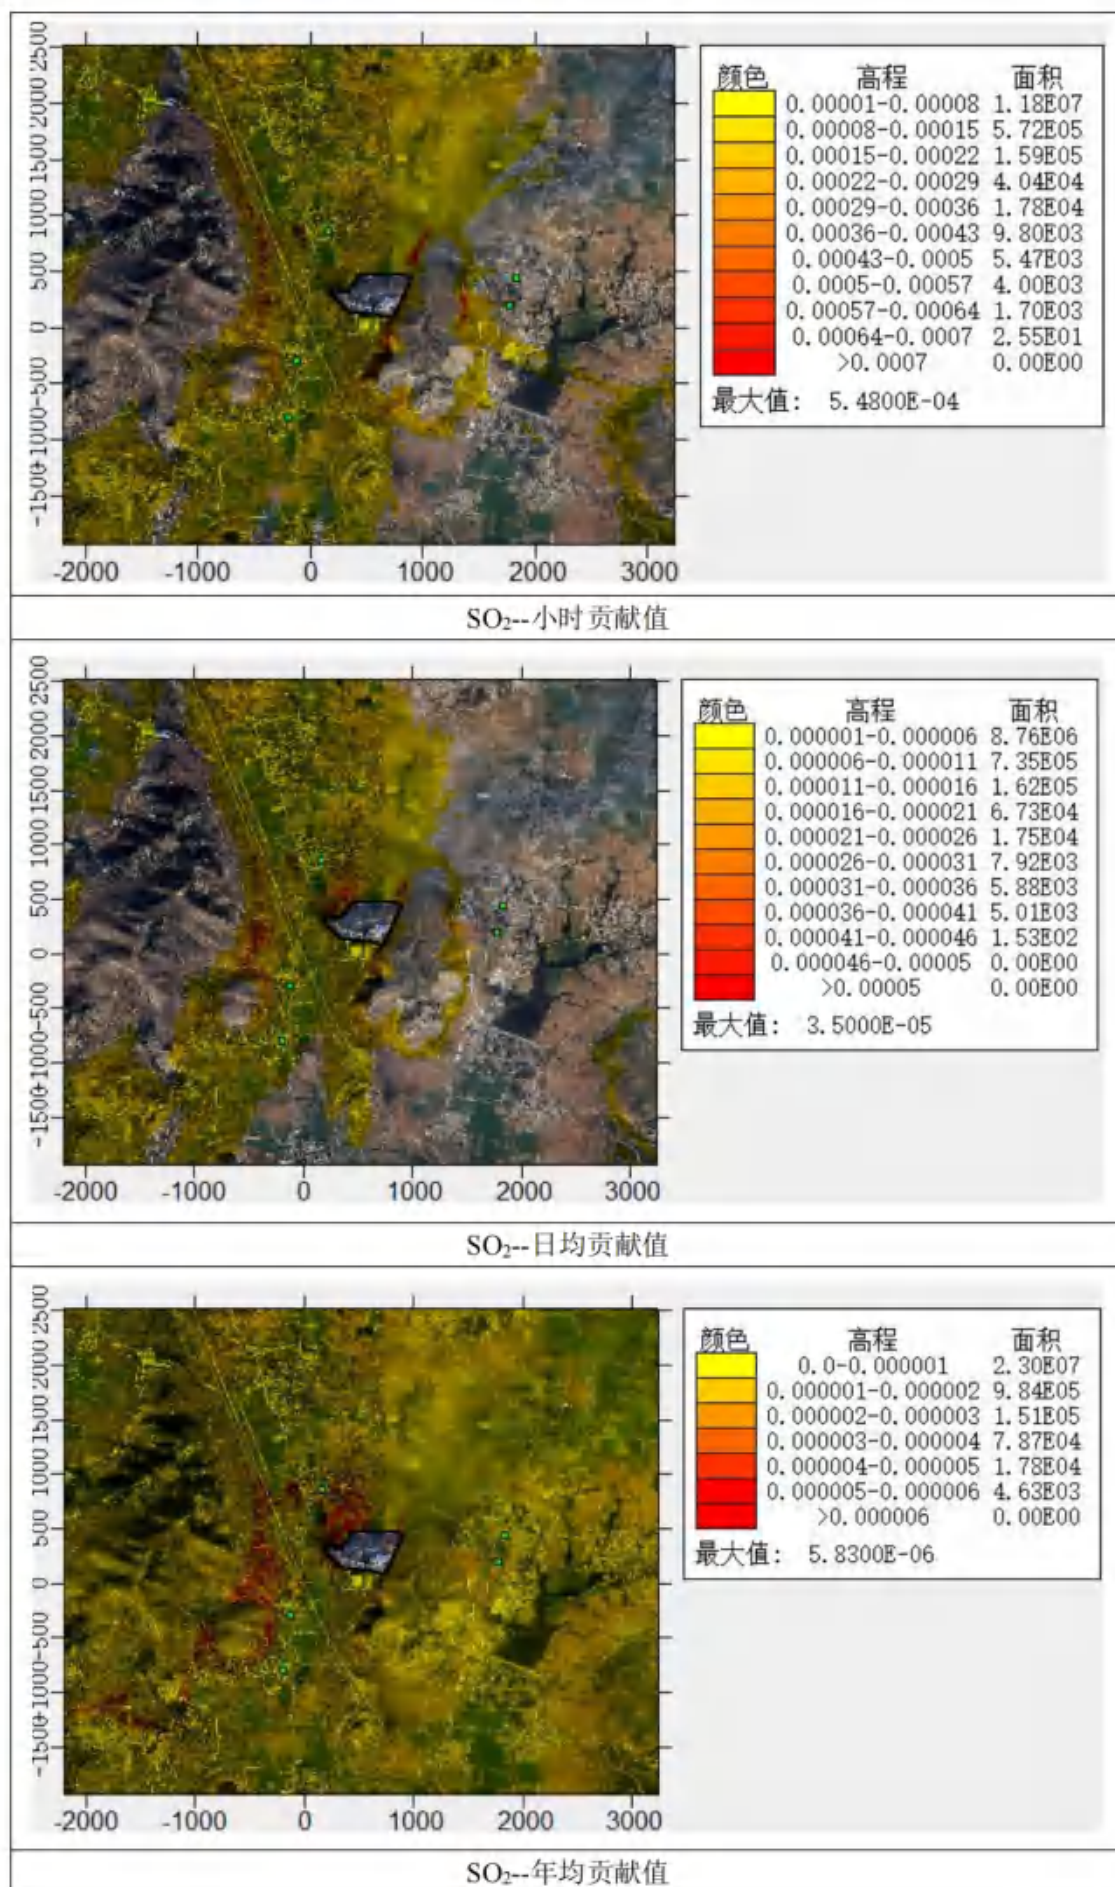 2500
2000
1500
1000
500
0
-500
-1000
-1500
-2000 -1000 0 1000 2000 3000
颜色 高程 面积
0.00001-0.00008 1.18E07
0.00008-0.00015 5.72E05
0.00015-0.00022 1.59E05
0.00022-0.00029 4.04E04
0.00029-0.00036 1.78E04
0.00036-0.00043 9.80E03
0.00043-0.0005 5.47E03
0.0005-0.00057 4.00E03
0.00057-0.00064 1.70E03
0.00064-0.0007 2.55E01
>0.0007 0.00E00
最大值: 5.4800E-04
SO₂--小时贡献值
2500
2000
1500
1000
500
0
-500
-1000
-1500
-2000 -1000 0 1000 2000 3000
颜色 高程 面积
0.000001-0.000006 8.76E06
0.000006-0.000011 7.35E05
0.000011-0.000016 1.62E05
0.000016-0.000021 6.73E04
0.000021-0.000026 1.75E04
0.000026-0.000031 7.92E03
0.000031-0.000036 5.88E03
0.000036-0.000041 5.01E03
0.000041-0.000046 1.53E02
0.000046-0.00005 0.00E00
>0.00005 0.00E00
最大值: 3.5000E-05
SO₂--日均贡献值
2500
2000
1500
1000
500
0
-500
-1000
-1500
-2000 -1000 0 1000 2000 3000
颜色 高程 面积
0.0-0.000001 2.30E07
0.000001-0.000002 9.84E05
0.000002-0.000003 1.51E05
0.000003-0.000004 7.87E04
0.000004-0.000005 1.78E04
0.000005-0.000006 4.63E03
>0.000006 0.00E00
最大值: 5.8300E-06
SO₂--年均贡献值